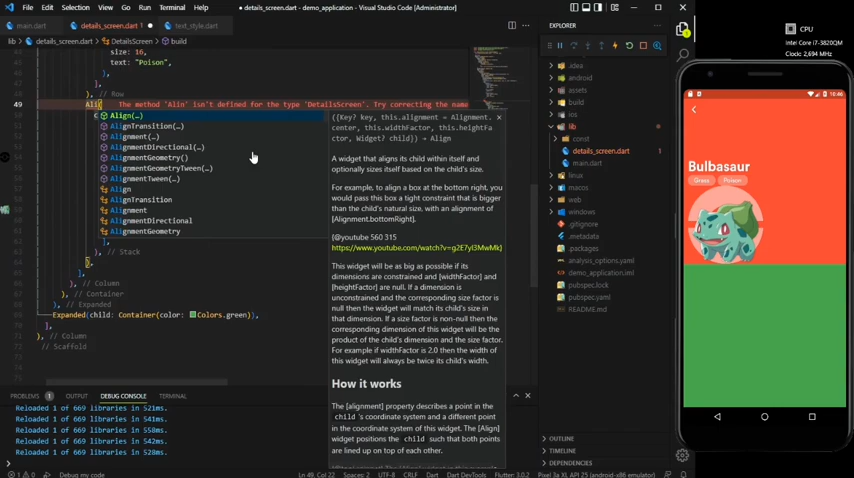 File Edit Selection View Go Run Terminal Help
● details_screen.dart - demo_application - Visual Studio Code [Administrator]
main.dart
details_screen.dart 1 ●
text_style.dart
lib > details_screen.dart > DetailsScreen > build
EXPLORER
size: 16,
text: "Poison",
),
],
), // Row
49 Ali( The method 'Alin' isn't defined for the type 'DetailsScreen'. Try correcting the name
Align(…)
AlignTransition(…)
Alignment(…)
AlignmentDirectional(…)
AlignmentGeometry()
AlignmentGeometryTween(…)
AlignmentTween(…)
Align
AlignTransition
Alignment
AlignmentDirectional
AlignmentGeometry
],
), // Stack
),
],
), // Column
), // Container
), // Expanded
Expanded(child: Container(color: Colors.green)),
],
), // Column
// Scaffold
({Key? key, this.alignment = Alignment.
center, this.widthFactor, this.heightFa
ctor, Widget? child}) → Align
A widget that aligns its child within itself and
optionally sizes itself based on the child's size.
For example, to align a box at the bottom right, you
would pass this box a tight constraint that is bigger
than the child's natural size, with an alignment of
[Alignment.bottomRight].
{@youtube 560 315
https://www.youtube.com/watch?v=g2E7yl3MwMk}
This widget will be as big as possible if its
dimensions are constrained and [widthFactor] and
[heightFactor] are null. If a dimension is
unconstrained and the corresponding size factor is
null then the widget will match its child's size in
that dimension. If a size factor is non-null then the
corresponding dimension of this widget will be the
product of the child's dimension and the size factor.
For example if widthFactor is 2.0 then the width of
this widget will always be twice its child's width.
How it works
The [alignment] property describes a point in the
child 's coordinate system and a different point
in the coordinate system of this widget. The [Align]
widget positions the child such that both points
are lined up on top of each other.
.idea
android
assets
build
ios
lib
const
details_screen.dart 1
main.dart
linux
macos
web
windows
.gitignore
.metadata
.packages
analysis_options.yaml
demo_application.iml
pubspec.lock
pubspec.yaml
README.md
OUTLINE
TIMELINE
DEPENDENCIES
PROBLEMS 1 OUTPUT DEBUG CONSOLE TERMINAL
Reloaded 1 of 669 libraries in 521ms.
Reloaded 1 of 669 libraries in 541ms.
Reloaded 1 of 669 libraries in 558ms.
Reloaded 1 of 669 libraries in 542ms.
Reloaded 1 of 669 libraries in 528ms.
1 0 Debug my code
Ln 49, Col 22 Spaces: 2 UTF-8 CRLF Dart Dart DevTools Flutter: 3.0.2 Pixel 3a XL API 25 (android-x86 emulator)
CPU
Intel Core i7-3820QM
Clock: 2,694 MHz
10:46
Bulbasaur
Grass Poison